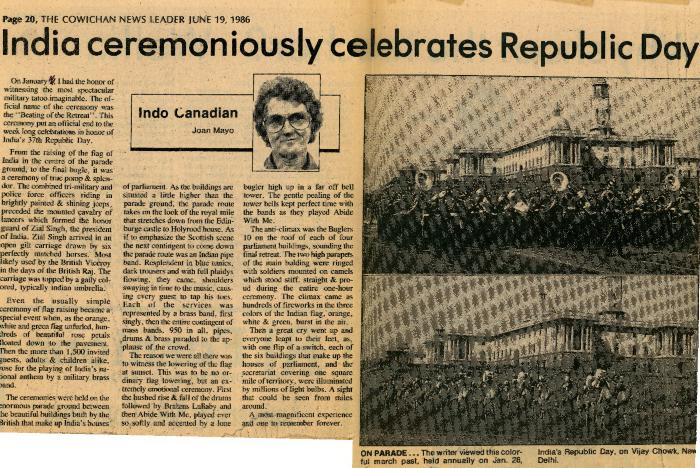 Page 20, THE COWICHAN NEWS LEADER JUNE 19, 1986
India ceremoniously celebrates Republic Day
On January I had the honor of
witnessing the most spectacular
military tatoo imaginable. The of-
ficial name of the ceremony was
the "Beating of the Retreat". This
ceremony put an official end to the
week long celebrations in honor of
India's 37th Republic Day.
From the raising of the flag of
India in the centre of the parade
ground, to the final bugle, it was
a ceremony of true pomp & splen-
dor. The combined tri-military and
police force officers riding in
brightly painted & shining jeeps,
preceded the mounted cavalry of
lancers which formed the honor
guard of Zial Singh, the president
of India. Zial Singh arrived in an
open gilt carriage drawn by six
perfectly matched horses. Most
likely used by the British Viceroy
in the days of the British Raj. The
carriage was topped by a gaily col-
ored, typically indian umbrella.
Even the usually simple
ceremony of flag raising became a
special event when, as the orange,
white and green flag unfurled, hun-
dreds of beautiful rose petals
floated down to the pavement.
Then the more than 1,500 invited
guests, adults & children alike,
rose for the playing of India's na-
tional anthem by a military brass
band.
The ceremonies were held on the
enormous parade ground between
the beautiful buildings built by the
British that make up India's houses
Indo Canadian
Joan Mayo
of parliament. As the buildings are
situated a little higher than the
parade ground, the parade route
takes on the look of the royal mile
that stretches down from the Edin-
burge castle to Holyrood house. As
if to emphasize the Scottish scene
the next contingent to come down
the parade route was an Indian pipe
band. Resplendent in blue tunics,
dark trousers and with full plaidys
flowing, they came, shoulders
swaying in time to the music, caus-
ing every guest to tap his toes.
Each of the services was
represented by a brass band, first
singly, then the entire contingent of
mass bands. 950 in all, pipes,
drums & brass paraded to the ap-
plause of the crowd.
The reason we were all there was
to witness the lowering of the flag
at sunset. This was to be no or-
dinary flag lowering, but an ex-
tremely emotional ceremony. First
the hushed rise & fall of the drums
followed by Brahms Lullaby and
then Abide With Me, played ever
so softly and accented by a lone
bugler high up in a far off bell
tower. The gentle pealing of the
tower bells kept perfect time with
the bands as they played Abide
With Me.
The anti-climax was the Buglers
10 on the roof of each of four
parliament buildings, sounding the
final retreat. The two high parapets
of the main building were ringed
with soldiers mounted on camels
which stood stiff, straight & pro-
ud during the entire one-hour
ceremony. The climax came as
hundreds of fireworks in the three
colors of the Indian flag, orange,
white & green, burst in the air.
Then a great cry went up and
everyone leapt to their feet, as,
with one flip of a switch, each of
the six buildings that make up the
houses of parliament, and the
secretariat covering one square
mile of territory, were illuminated
by millions of light bulbs. A sight
that could be seen from miles
around.
A most magnificent experience
and one to remember forever.
ON PARADE... The writer viewed this color-
ful march past, held annually on Jan. 26,
India's Republic Day, on Vijay Chowk, New
Delhi.